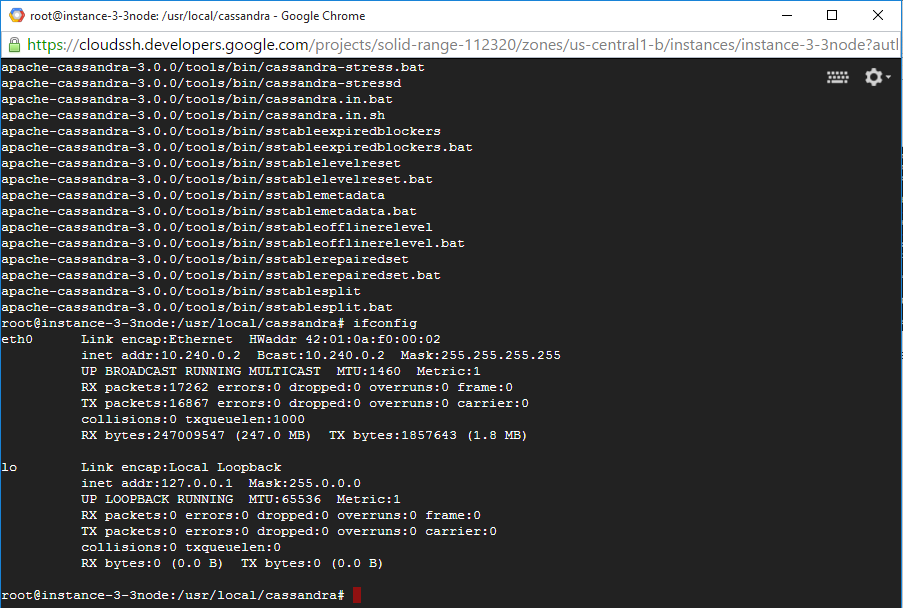 root@instance-3-3node: /usr/local/cassandra - Google Chrome
https://cloudssh.developers.google.com/projects/solid-range-112320/zones/us-central1-b/instances/instance-3-3node?autl
apache-cassandra-3.0.0/tools/bin/cassandra-stress.bat
apache-cassandra-3.0.0/tools/bin/cassandra-stressd
apache-cassandra-3.0.0/tools/bin/cassandra.in.bat
apache-cassandra-3.0.0/tools/bin/cassandra.in.sh
apache-cassandra-3.0.0/tools/bin/sstableexpiredblockers
apache-cassandra-3.0.0/tools/bin/sstableexpiredblockers.bat
apache-cassandra-3.0.0/tools/bin/sstablelevelreset
apache-cassandra-3.0.0/tools/bin/sstablelevelreset.bat
apache-cassandra-3.0.0/tools/bin/sstablemetadata
apache-cassandra-3.0.0/tools/bin/sstablemetadata.bat
apache-cassandra-3.0.0/tools/bin/sstableofflinerelevel
apache-cassandra-3.0.0/tools/bin/sstableofflinerelevel.bat
apache-cassandra-3.0.0/tools/bin/sstablerepairedset
apache-cassandra-3.0.0/tools/bin/sstablerepairedset.bat
apache-cassandra-3.0.0/tools/bin/sstablesplit
apache-cassandra-3.0.0/tools/bin/sstablesplit.bat
root@instance-3-3node:/usr/local/cassandra# ifconfig
eth0      Link encap:Ethernet  HWaddr 42:01:0a:f0:00:02
          inet addr:10.240.0.2  Bcast:10.240.0.2  Mask:255.255.255.255
          UP BROADCAST RUNNING MULTICAST  MTU:1460  Metric:1
          RX packets:17262 errors:0 dropped:0 overruns:0 frame:0
          TX packets:16867 errors:0 dropped:0 overruns:0 carrier:0
          collisions:0 txqueuelen:1000
          RX bytes:247009547 (247.0 MB)  TX bytes:1857643 (1.8 MB)
lo        Link encap:Local Loopback
          inet addr:127.0.0.1  Mask:255.0.0.0
          UP LOOPBACK RUNNING  MTU:65536  Metric:1
          RX packets:0 errors:0 dropped:0 overruns:0 frame:0
          TX packets:0 errors:0 dropped:0 overruns:0 carrier:0
          collisions:0 txqueuelen:0
          RX bytes:0 (0.0 B)  TX bytes:0 (0.0 B)
root@instance-3-3node:/usr/local/cassandra#